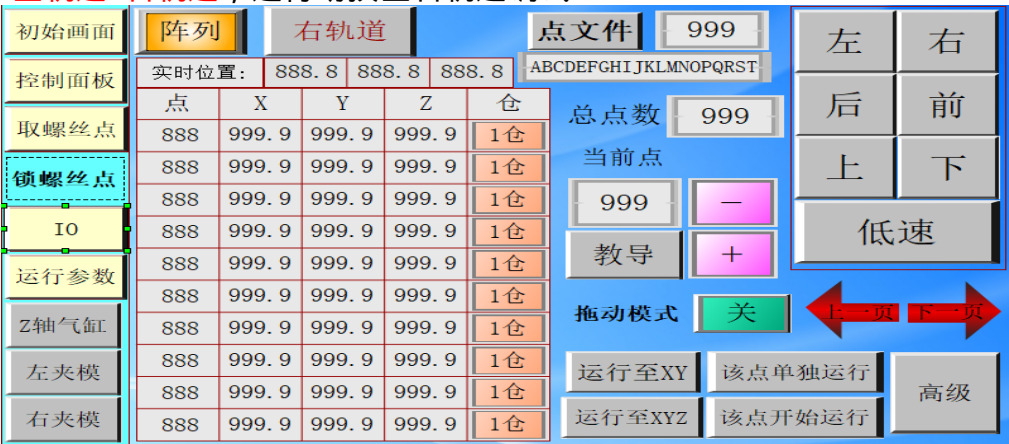 初始画面
控制面板
取螺丝点
锁螺丝点
IO
运行参数
Z轴气缸
左夹模
右夹模
阵列 右轨道
实时位置: 888.8 888.8 888.8
点 X Y Z 仓
888 999.9 999.9 999.9 1仓
888 999.9 999.9 999.9 1仓
888 999.9 999.9 999.9 1仓
888 999.9 999.9 999.9 1仓
888 999.9 999.9 999.9 1仓
888 999.9 999.9 999.9 1仓
888 999.9 999.9 999.9 1仓
888 999.9 999.9 999.9 1仓
888 999.9 999.9 999.9 1仓
888 999.9 999.9 999.9 1仓
点文件 999
ABCDEFGHIJKLMNOPQRST
总点数 999
当前点
999 －
教导 ＋
拖动模式 关
运行至XY 该点单独运行
运行至XYZ 该点开始运行
左 右
后 前
上 下
低速
上一页 下一页
高级